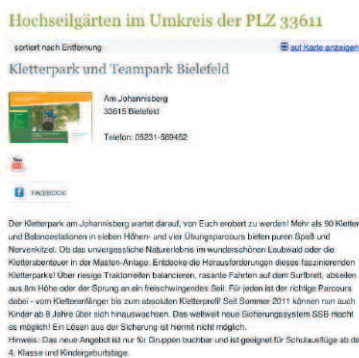 Hochseilgärten im Umkreis der PLZ 33611
sortiert nach Entfernung
auf Karte anzeigen
Kletterpark und Teampark Bielefeld
Am Johannisberg
33615 Bielefeld
Telefon: 05231-569452
You
FACEBOOK
Der Kletterpark am Johannisberg wartet darauf, von Euch erobert zu werden! Mehr als 90 Kletter
und Balancestationen in sieben Höhen- und vier Übungsparcours bieten puren Spaß und
Nervenkitzel. Ob das unvergessliche Naturerlebnis im wunderschönen Laubwald oder die
Kletterabenteuer in der Masten-Anlage. Entdecke die Herausforderungen dieses faszinierenden
Kletterparks! Über riesige Traktorreifen balancieren, rasante Fahrten auf dem Surfbrett, abseilen
aus 8m Höhe oder der Sprung an ein freischwingendes Seil: Für jeden ist der richtige Parcours
dabei - vom Kletteranfänger bis zum absoluten Kletterprofi! Seit Sommer 2011 können nun auch
Kinder ab 8 Jahre über sich hinauswachsen. Das weltweit neue Sicherungssystem SSB macht
es möglich! Ein Lösen aus der Sicherung ist hiermit nicht möglich.
Hinweis: Das neue Angebot ist nur für Gruppen buchbar und ist geeignet für Schulausflüge ab de
4. Klasse und Kindergeburtstage.